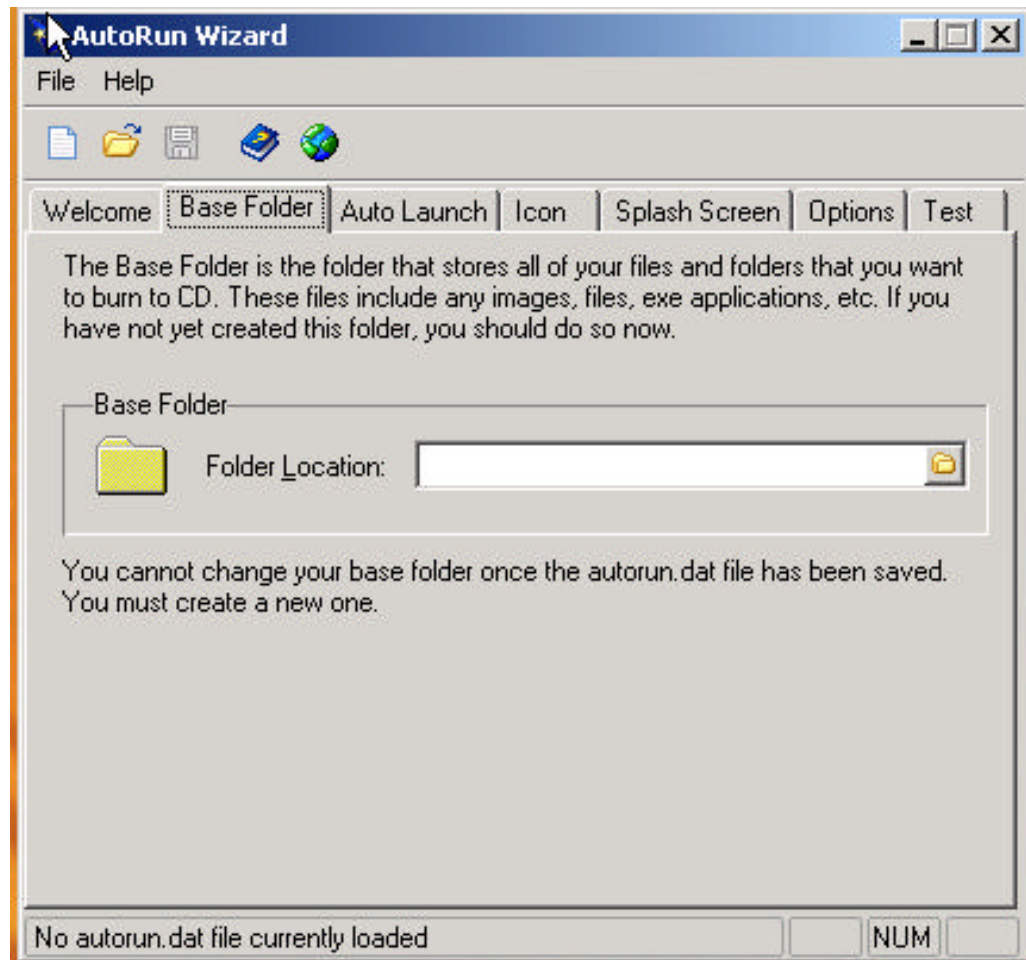 AutoRun Wizard
File Help
Welcome Base Folder Auto Launch Icon Splash Screen Options Test
The Base Folder is the folder that stores all of your files and folders that you want
to burn to CD. These files include any images, files, exe applications, etc. If you
have not yet created this folder, you should do so now.
Base Folder
Folder Location:
You cannot change your base folder once the autorun.dat file has been saved.
You must create a new one.
No autorun.dat file currently loaded NUM